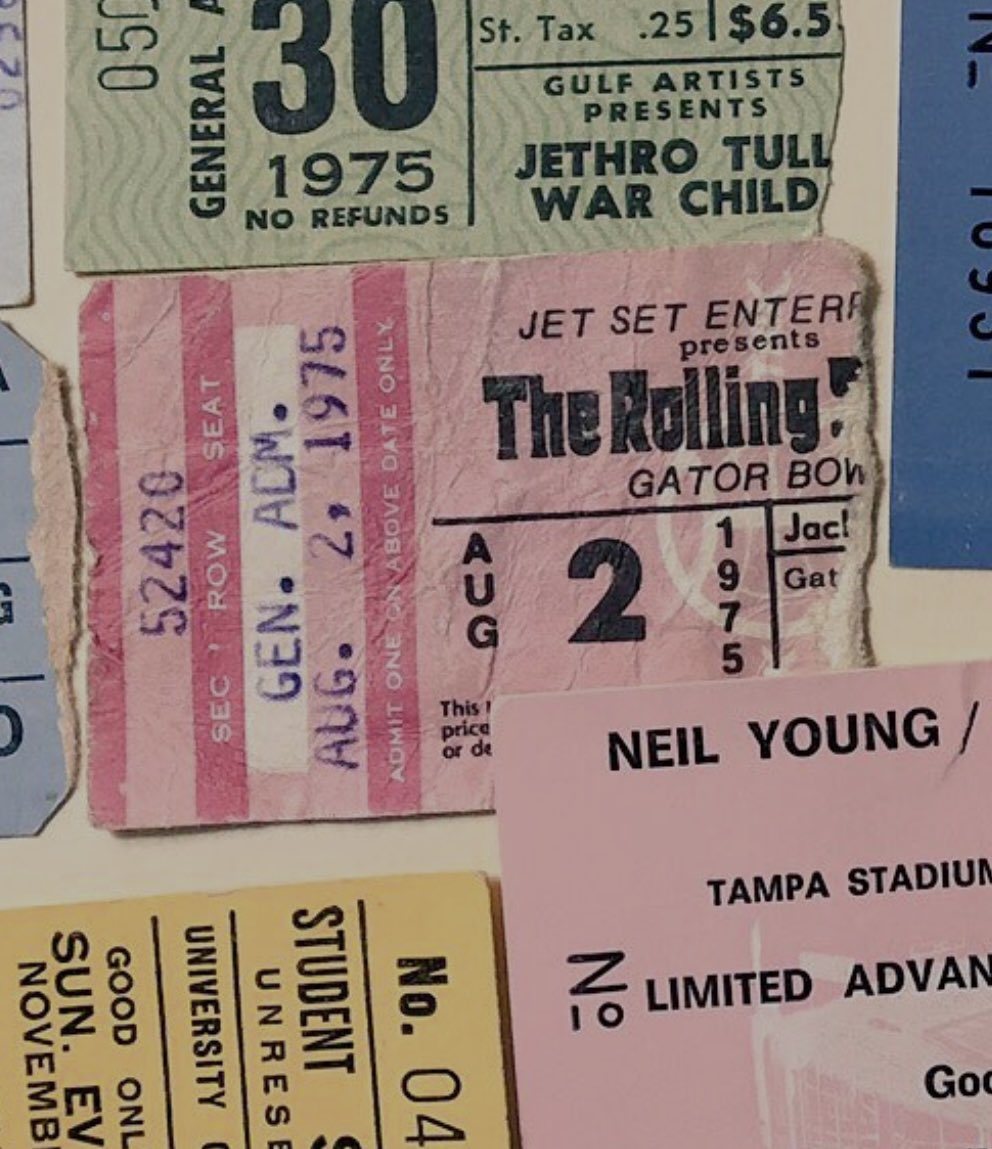 050
GENERAL A
30
1975
NO REFUNDS
St. Tax .25 $6.5
GULF ARTISTS
PRESENTS
JETHRO TULL
WAR CHILD
52420
SEC ROW SEAT
GEN. ADM.
AUG. 2, 1975
ADMIT ONE ON ABOVE DATE ONLY
JET SET ENTERP
presents
The Rolling
GATOR BOW
AUG 2 1975
Jac
Gat
This
price
or de
NEIL YOUNG /
TAMPA STADIUM
No LIMITED ADVAN
Goo
GOOD ONL
SUN. EV
NOVEMB
UNIVERSITY
STUDENT S
UNRESE
No. 04